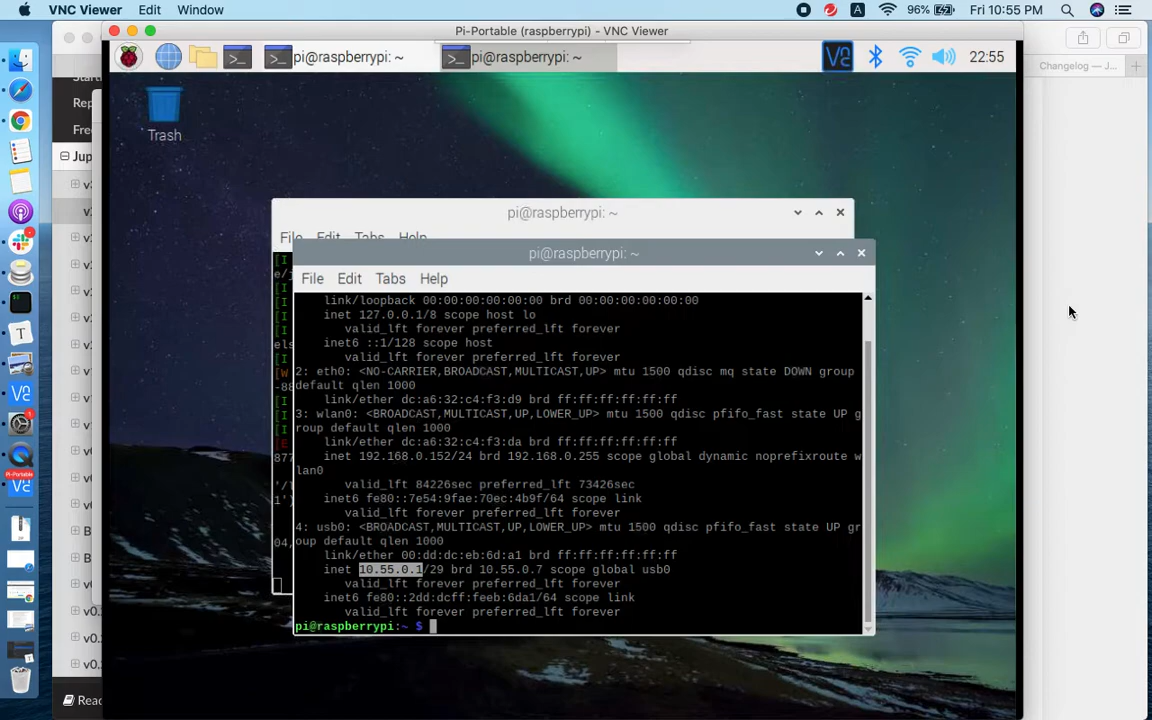 VNC Viewer Edit Window
96%
Fri 10:55 PM
Pi-Portable (raspberrypi) - VNC Viewer
pi@raspberrypi: ~
pi@raspberrypi: ~
22:55
Changelog — J...
Trash
Rep
Fre
Jup
pi@raspberrypi: ~
File Edit Tabs Help
pi@raspberrypi: ~
File Edit Tabs Help
link/loopback 00:00:00:00:00:00 brd 00:00:00:00:00:00
inet 127.0.0.1/8 scope host lo
valid_lft forever preferred_lft forever
inet6 ::1/128 scope host
valid_lft forever preferred_lft forever
2: eth0: <NO-CARRIER,BROADCAST,MULTICAST,UP> mtu 1500 qdisc mq state DOWN group
default qlen 1000
link/ether dc:a6:32:c4:f3:d9 brd ff:ff:ff:ff:ff:ff
3: wlan0: <BROADCAST,MULTICAST,UP,LOWER_UP> mtu 1500 qdisc pfifo_fast state UP g
roup default qlen 1000
link/ether dc:a6:32:c4:f3:da brd ff:ff:ff:ff:ff:ff
inet 192.168.0.152/24 brd 192.168.0.255 scope global dynamic noprefixroute w
lan0
valid_lft 84226sec preferred_lft 73426sec
inet6 fe80::7e54:9fae:70ec:4b9f/64 scope link
valid_lft forever preferred_lft forever
4: usb0: <BROADCAST,MULTICAST,UP,LOWER_UP> mtu 1500 qdisc pfifo_fast state UP gr
oup default qlen 1000
link/ether 00:dd:dc:eb:6d:a1 brd ff:ff:ff:ff:ff:ff
inet 10.55.0.1/29 brd 10.55.0.7 scope global usb0
valid_lft forever preferred_lft forever
inet6 fe80::2dd:dcff:feeb:6da1/64 scope link
valid_lft forever preferred_lft forever
pi@raspberrypi:~ $
Pi-Portable
Read